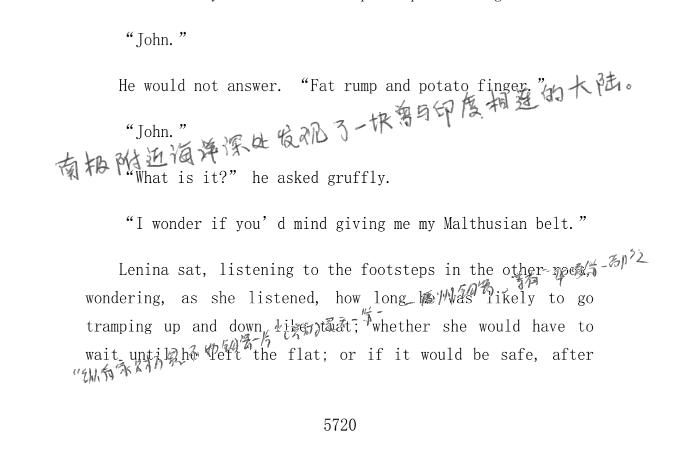 “John.”
He would not answer. “Fat rump and potato finger.”
“John.”
南极附近海洋深处发现了一块曾与印度相连的大陆。
“What is it?” he asked gruffly.
“I wonder if you’d mind giving me my Malthusian belt.”
Lenina sat, listening to the footsteps in the other room,
wondering, as she listened, how long he was likely to go
tramping up and down like that; whether she would have to
wait until he left the flat; or if it would be safe, after
5720